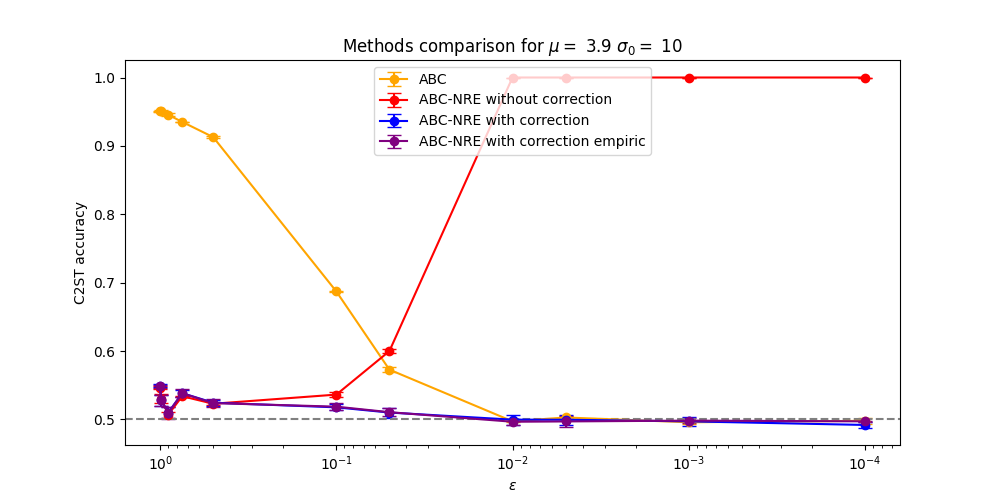 Methods comparison for μ = 3.9 σ₀ = 10
ABC
ABC-NRE without correction
ABC-NRE with correction
ABC-NRE with correction empiric
C2ST accuracy
1.0
0.9
0.8
0.7
0.6
0.5
10⁰ 10⁻¹ 10⁻² 10⁻³ 10⁻⁴
ε